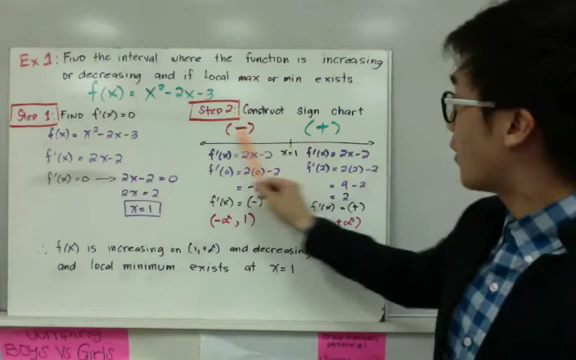 Ex 1: Find the interval where the function is increasing
or decreasing and if Local max or min exists.
f(x) = x² - 2x - 3
Step 1: Find f'(x) = 0
f(x) = x² - 2x - 3
f'(x) = 2x - 2
f'(x) = 0 → 2x - 2 = 0
2x = 2
x = 1
Step 2: Construct sign chart
(-) (+)
x=1
f'(x) = 2x - 2
f'(0) = 2(0) - 2
= -
f'(x) = (-)
(-∞, 1)
f'(x) = 2x - 2
f'(2) = 2(2) - 2
= 4 - 2
= 2
f'(x) = (+)
+∞)
∴ f(x) is increasing on (1, +∞) and decreasing
and local minimum exists at x = 1
Jumping
BOYS VS Girls